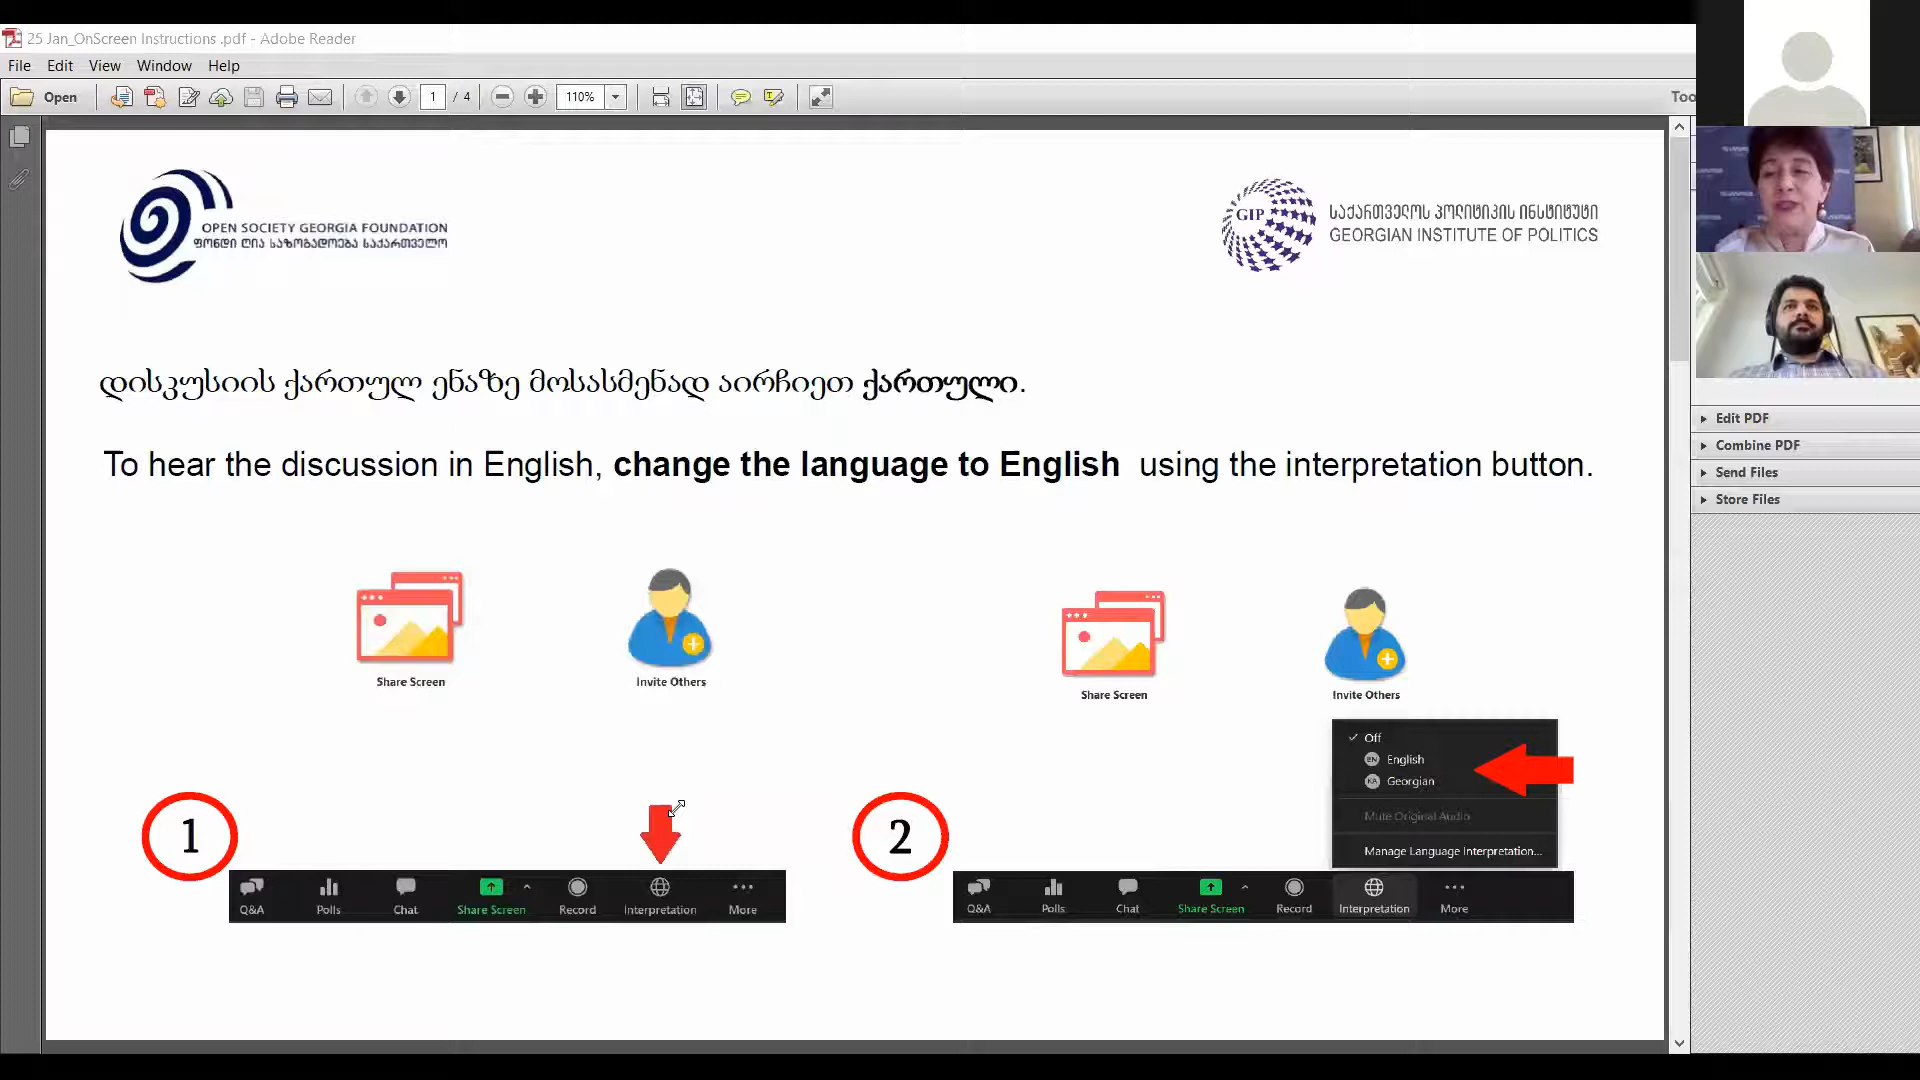 25 Jan_OnScreen Instructions .pdf - Adobe Reader
File Edit View Window Help
Open 1 / 4 110% Too
OPEN SOCIETY GEORGIA FOUNDATION
ფონდი ღია საზოგადოება საქართველო
GIP
საქართველოს პოლიტიკის ინსტიტუტი
GEORGIAN INSTITUTE OF POLITICS
დისკუსიის ქართულ ენაზე მოსასმენად აირჩიეთ ქართული.
To hear the discussion in English, change the language to English using the interpretation button.
Share Screen Invite Others
Share Screen Invite Others
Off
EN English
KA Georgian
Mute Original Audio
Manage Language Interpretation...
1
2
Q&A Polls Chat Share Screen Record Interpretation More
Q&A Polls Chat Share Screen Record Interpretation More
Edit PDF
Combine PDF
Send Files
Store Files